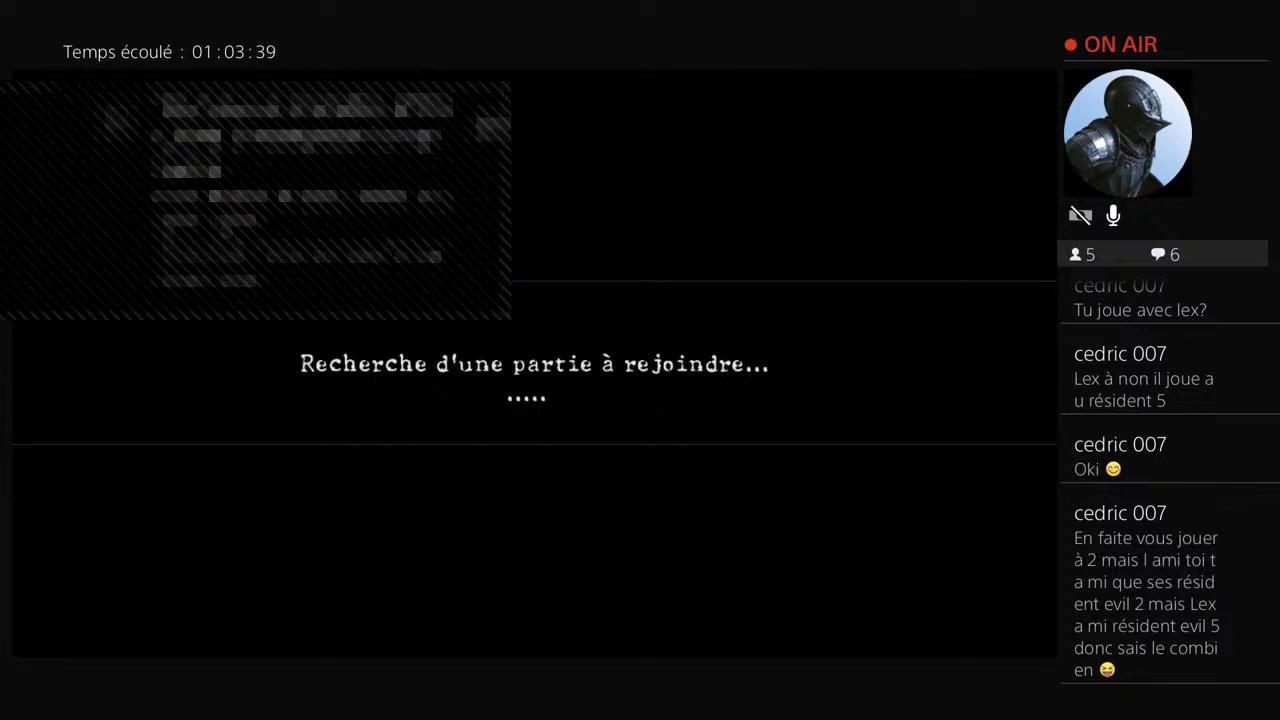 Temps écoulé : 01:03:39
ON AIR
5
6
cedric 007
Tu joue avec lex?
cedric 007
Lex à non il joue a
u résident 5
cedric 007
Oki 😊
cedric 007
En faite vous jouer
à 2 mais l ami toi t
a mi que ses résid
ent evil 2 mais Lex
a mi résident evil 5
donc sais le combi
en 😝
Recherche d'une partie à rejoindre...
.....